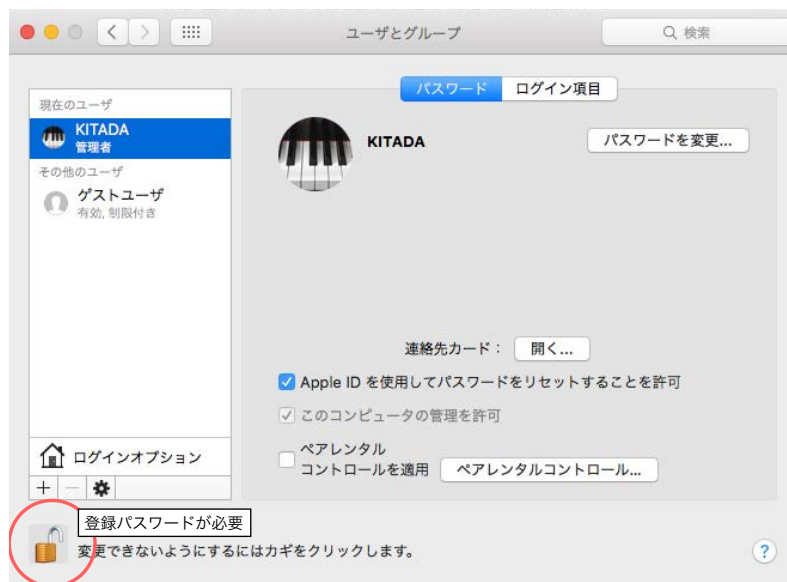 ユーザとグループ
検索
パスワード
ログイン項目
現在のユーザ
KITADA
管理者
その他のユーザ
ゲストユーザ
有効, 制限付き
KITADA
パスワードを変更...
連絡先カード：
開く...
Apple ID を使用してパスワードをリセットすることを許可
このコンピュータの管理を許可
ペアレンタル
コントロールを適用
ペアレンタルコントロール...
ログインオプション
登録パスワードが必要
変更できないようにするにはカギをクリックします。